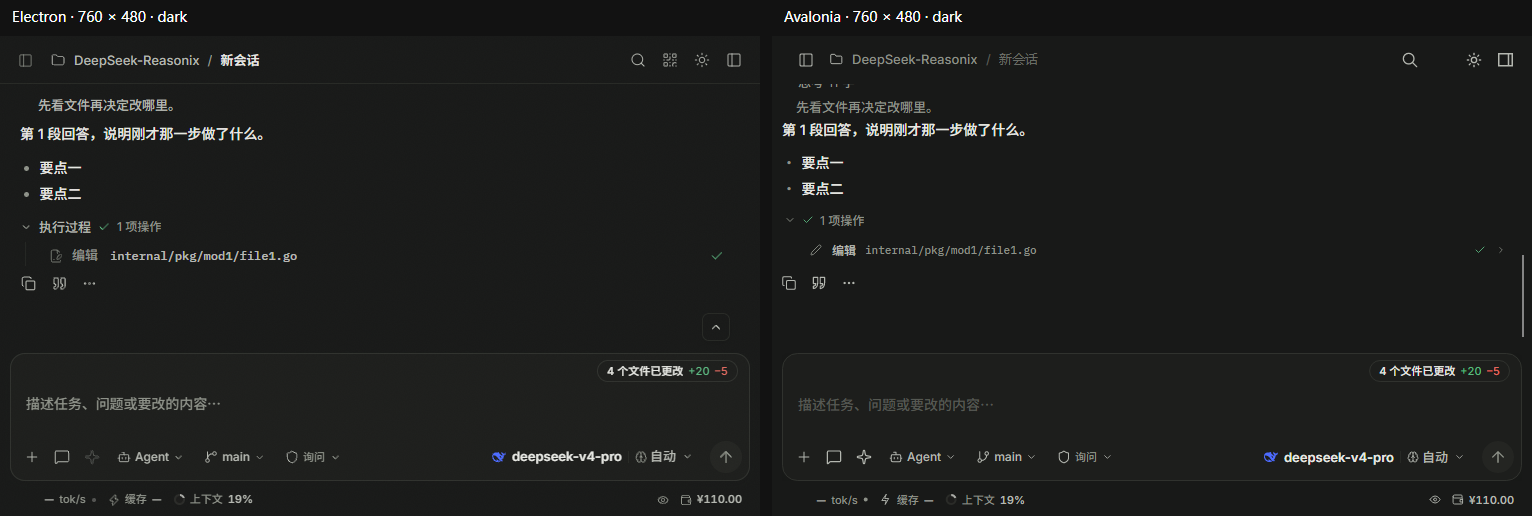 Electron · 760 × 480 · dark
DeepSeek-Reasonix / 新会话
先看文件再决定改哪里。
第 1 段回答，说明刚才那一步做了什么。
• 要点一
• 要点二
执行过程 ✓ 1 项操作
编辑 internal/pkg/mod1/file1.go
4 个文件已更改 +20 −5
描述任务、问题或要改的内容…
Agent main 询问 deepseek-v4-pro 自动
— tok/s • 缓存 — 上下文 19% ¥110.00
Avalonia · 760 × 480 · dark
DeepSeek-Reasonix / 新会话
先看文件再决定改哪里。
第 1 段回答，说明刚才那一步做了什么。
• 要点一
• 要点二
✓ 1 项操作
编辑 internal/pkg/mod1/file1.go
4 个文件已更改 +20 −5
描述任务、问题或要改的内容…
Agent main 询问 deepseek-v4-pro 自动
— tok/s • 缓存 — 上下文 19% ¥110.00